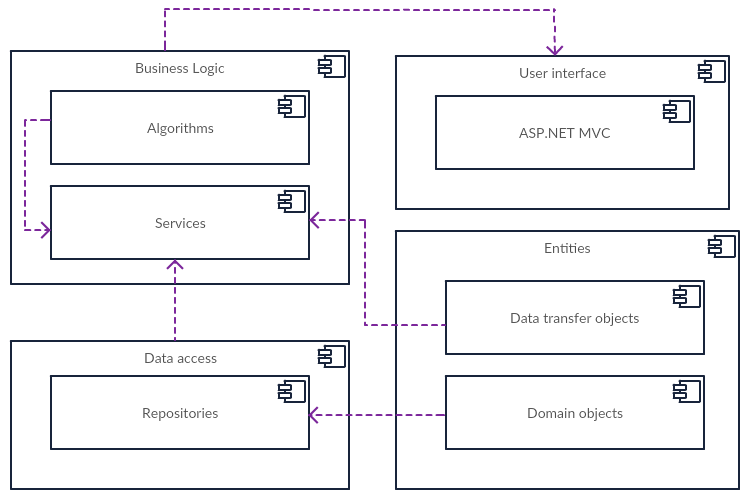 Business Logic
Algorithms
Services
User interface
ASP.NET MVC
Entities
Data transfer objects
Domain objects
Data access
Repositories